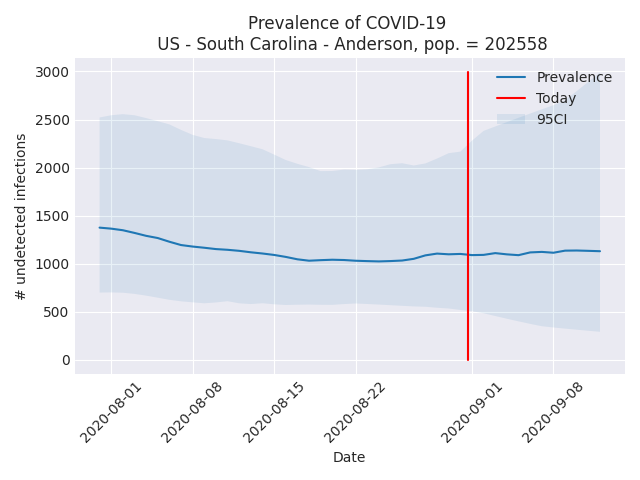 Prevalence of COVID-19
US - South Carolina - Anderson, pop. = 202558
Prevalence
Today
95CI
# undetected infections
3000
2500
2000
1500
1000
500
0
2020-08-01
2020-08-08
2020-08-15
2020-08-22
2020-09-01
2020-09-08
Date